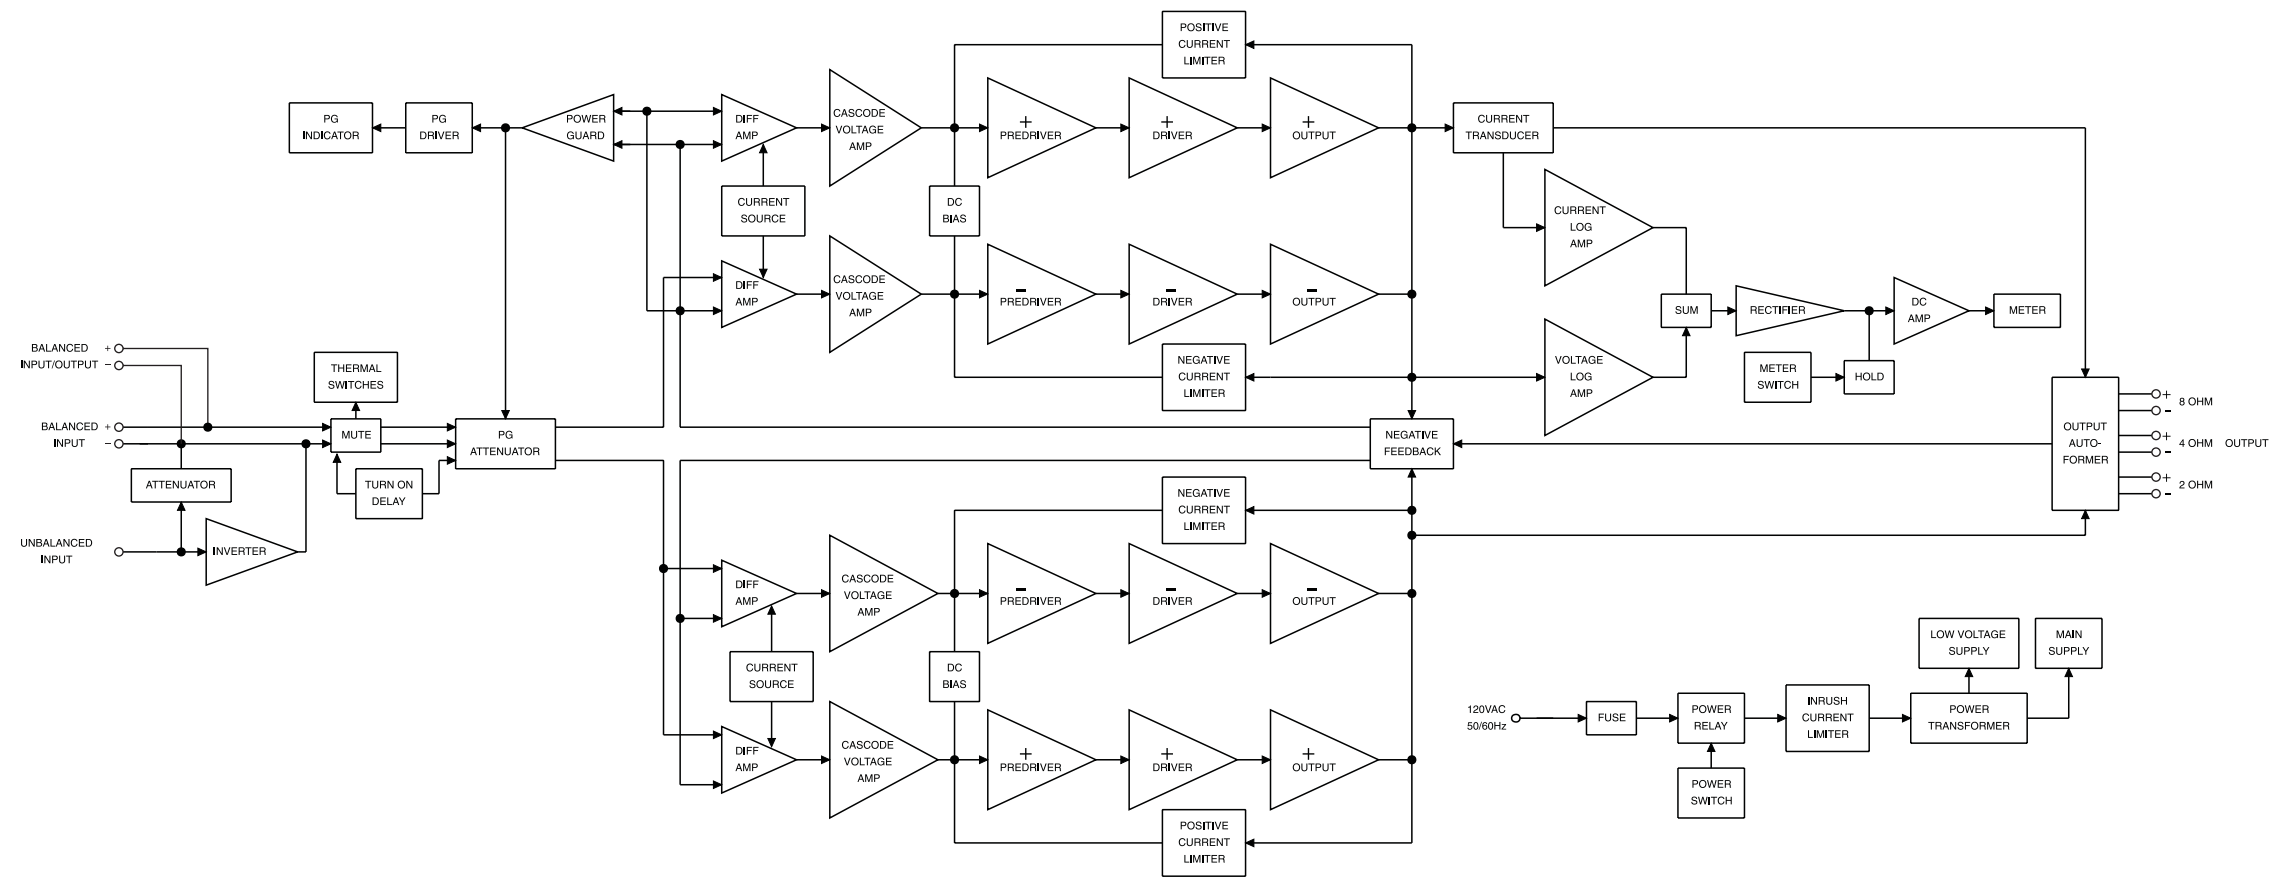 POSITIVE
CURRENT
LIMITER
PG
INDICATOR
PG
DRIVER
POWER
GUARD
DIFF
AMP
CASCODE
VOLTAGE
AMP
+
PREDRIVER
+
DRIVER
+
OUTPUT
CURRENT
TRANSDUCER
CURRENT
SOURCE
DC
BIAS
CURRENT
LOG
AMP
DIFF
AMP
CASCODE
VOLTAGE
AMP
−
PREDRIVER
−
DRIVER
−
OUTPUT
SUM
RECTIFIER
DC
AMP
METER
BALANCED +
INPUT/OUTPUT −
THERMAL
SWITCHES
NEGATIVE
CURRENT
LIMITER
VOLTAGE
LOG
AMP
METER
SWITCH
HOLD
BALANCED +
INPUT −
MUTE
PG
ATTENUATOR
NEGATIVE
FEEDBACK
OUTPUT
AUTO-
FORMER
+
− 8 OHM
+
− 4 OHM OUTPUT
+
− 2 OHM
ATTENUATOR
TURN ON
DELAY
NEGATIVE
CURRENT
LIMITER
UNBALANCED
INPUT
INVERTER
DIFF
AMP
CASCODE
VOLTAGE
AMP
−
PREDRIVER
−
DRIVER
−
OUTPUT
CURRENT
SOURCE
DC
BIAS
LOW VOLTAGE
SUPPLY
MAIN
SUPPLY
120VAC
50/60Hz
FUSE
POWER
RELAY
INRUSH
CURRENT
LIMITER
POWER
TRANSFORMER
DIFF
AMP
CASCODE
VOLTAGE
AMP
+
PREDRIVER
+
DRIVER
+
OUTPUT
POWER
SWITCH
POSITIVE
CURRENT
LIMITER